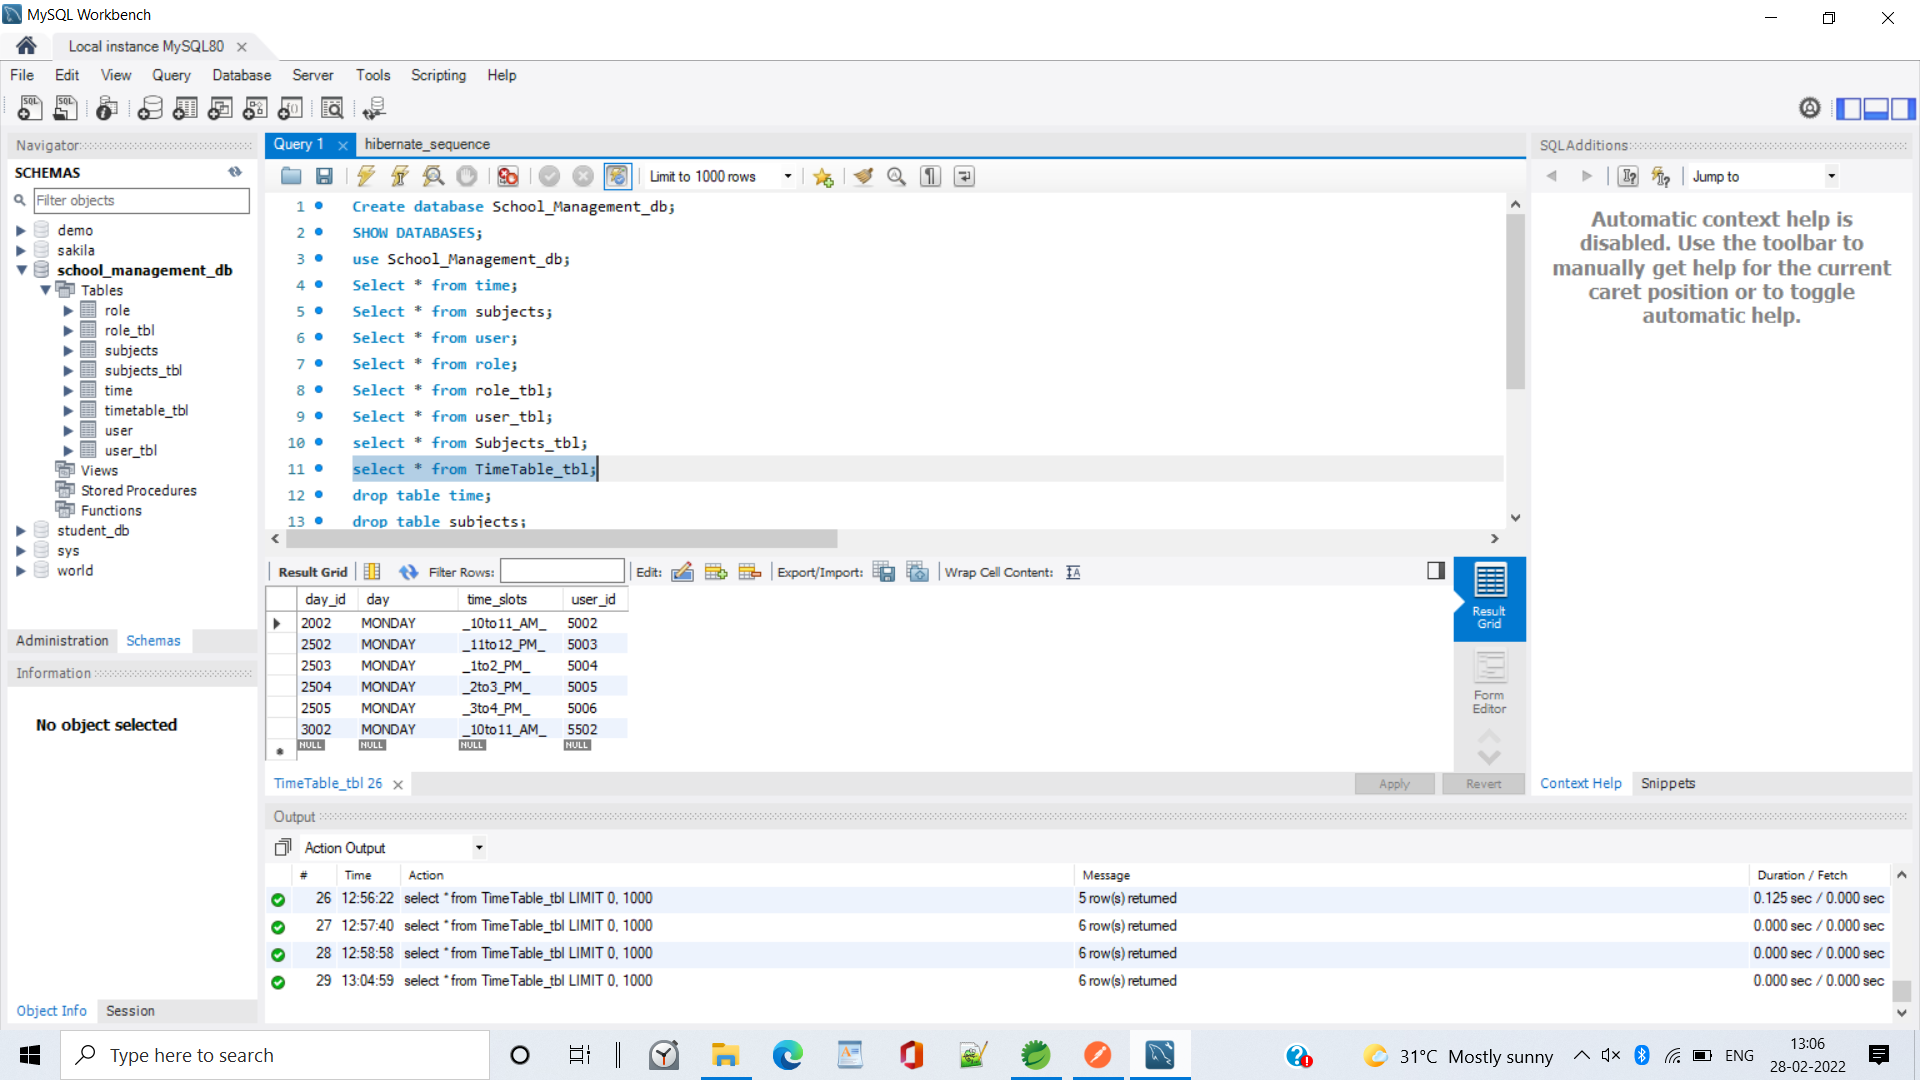 MySQL Workbench
Local instance MySQL80
File Edit View Query Database Server Tools Scripting Help
Navigator
SCHEMAS
Filter objects
demo
sakila
school_management_db
Tables
role
role_tbl
subjects
subjects_tbl
time
timetable_tbl
user
user_tbl
Views
Stored Procedures
Functions
student_db
sys
world
Administration Schemas
Information
No object selected
Object Info Session
Query 1 hibernate_sequence
Limit to 1000 rows
1 Create database School_Management_db;
2 SHOW DATABASES;
3 use School_Management_db;
4 Select * from time;
5 Select * from subjects;
6 Select * from user;
7 Select * from role;
8 Select * from role_tbl;
9 Select * from user_tbl;
10 select * from Subjects_tbl;
11 select * from TimeTable_tbl;
12 drop table time;
13 drop table subjects;
Result Grid Filter Rows: Edit: Export/Import: Wrap Cell Content:
day_id day time_slots user_id
2002 MONDAY _10to11_AM_ 5002
2502 MONDAY _11to12_PM_ 5003
2503 MONDAY _1to2_PM_ 5004
2504 MONDAY _2to3_PM_ 5005
2505 MONDAY _3to4_PM_ 5006
3002 MONDAY _10to11_AM_ 5502
NULL NULL NULL NULL
Result
Grid
Form
Editor
TimeTable_tbl 26
Apply Revert
SQLAdditions
Jump to
Automatic context help is
disabled. Use the toolbar to
manually get help for the current
caret position or to toggle
automatic help.
Context Help Snippets
Output
Action Output
# Time Action Message Duration / Fetch
26 12:56:22 select * from TimeTable_tbl LIMIT 0, 1000 5 row(s) returned 0.125 sec / 0.000 sec
27 12:57:40 select * from TimeTable_tbl LIMIT 0, 1000 6 row(s) returned 0.000 sec / 0.000 sec
28 12:58:58 select * from TimeTable_tbl LIMIT 0, 1000 6 row(s) returned 0.000 sec / 0.000 sec
29 13:04:59 select * from TimeTable_tbl LIMIT 0, 1000 6 row(s) returned 0.000 sec / 0.000 sec
Type here to search
31°C Mostly sunny
ENG
13:06
28-02-2022